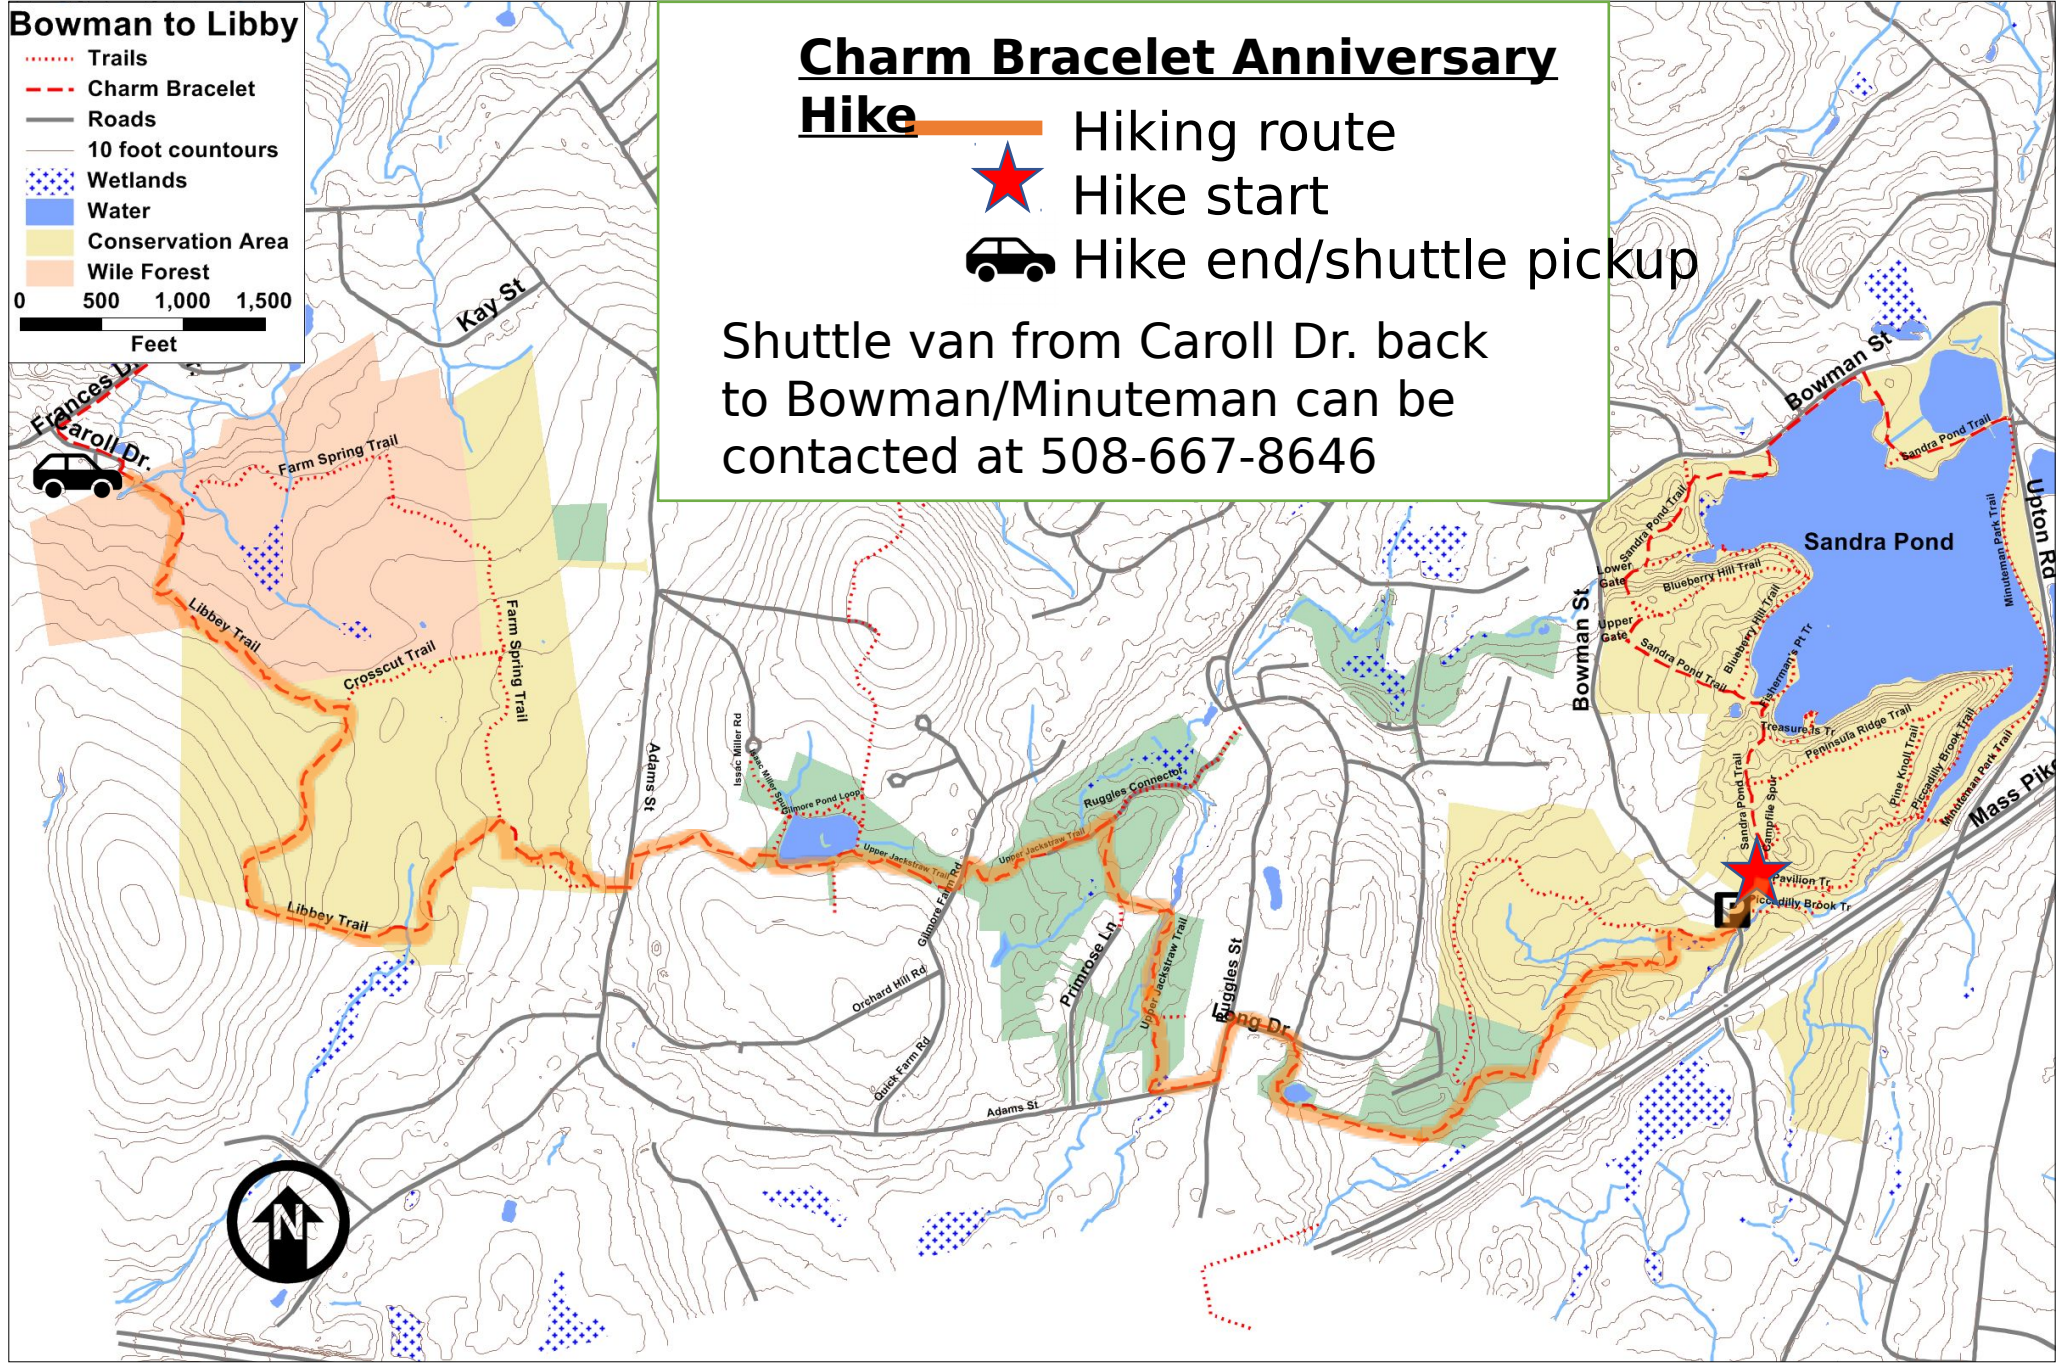 Bowman to Libby
Trails
Charm Bracelet
Roads
10 foot countours
Wetlands
Water
Conservation Area
Wile Forest
0 500 1,000 1,500
Feet
Charm Bracelet Anniversary
Hike
Hiking route
Hike start
Hike end/shuttle pickup
Shuttle van from Caroll Dr. back
to Bowman/Minuteman can be
contacted at 508-667-8646
Kay St
Frances D
Caroll Dr.
Farm Spring Trail
Libbey Trail
Crosscut Trail
Farm Spring Trail
Libbey Trail
Adams St
Issac Miller Rd
Isaac Miller Spur
Gilmore Pond Loop
Upper Jackstraw Trail
Gilmore Farm Rd
Upper Jackstraw Trail
Ruggles Connector
Orchard Hill Rd
Quick Farm Rd
Adams St
Primrose Ln
Upper Jackstraw Trail
Ruggles St
Long Dr
Bowman St
Bowman St
Sandra Pond Trail
Sandra Pond
Upton Rd
Minuteman Park Trail
Sandra Pond Trail
Lower
Gate
Blueberry Hill Trail
Upper
Gate
Sandra Pond Trail
Blueberry Hill Trail
Fisherman's Pt Tr
Treasure Is Tr
Peninsula Ridge Trail
Pine Knoll Trail
Piccadilly Brook Trail
Minuteman Park Trail
Mass Pike
Sandra Pond Trail
Campfile Spur
Pavilion Tr
Piccadilly Brook Tr
N